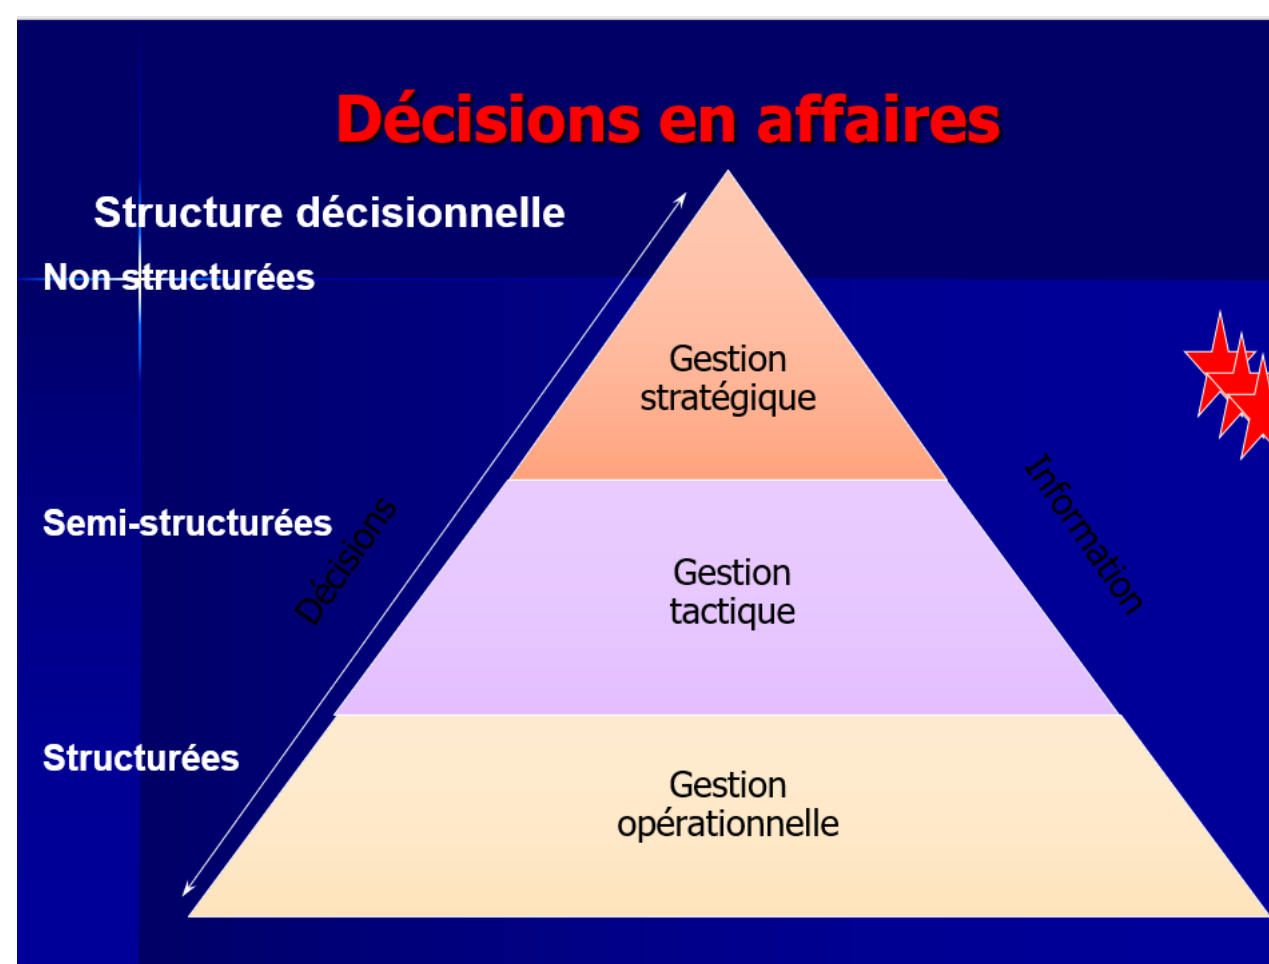 Décisions en affaires
Structure décisionnelle
Non structurées
Gestion
stratégique
Semi-structurées
Décisions
Information
Gestion
tactique
Structurées
Gestion
opérationnelle